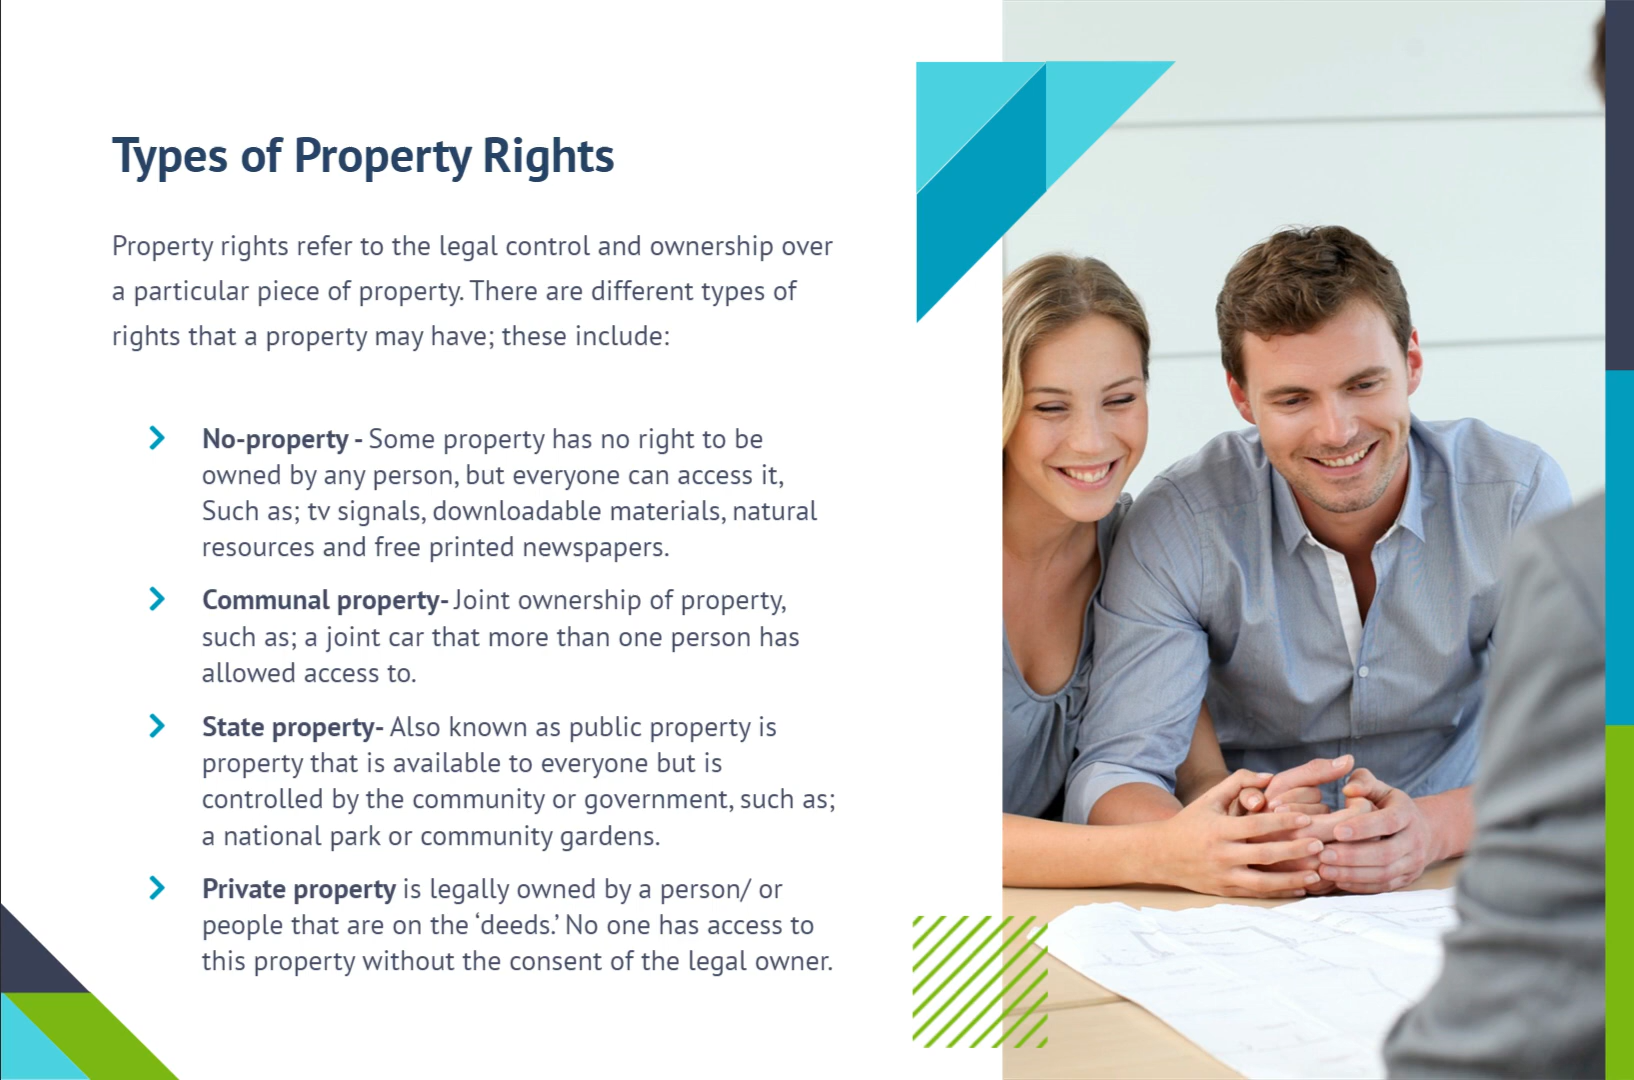 Types of Property Rights
Property rights refer to the legal control and ownership over
a particular piece of property. There are different types of
rights that a property may have; these include:
No-property - Some property has no right to be
owned by any person, but everyone can access it,
Such as; tv signals, downloadable materials, natural
resources and free printed newspapers.
Communal property- Joint ownership of property,
such as; a joint car that more than one person has
allowed access to.
State property- Also known as public property is
property that is available to everyone but is
controlled by the community or government, such as;
a national park or community gardens.
Private property is legally owned by a person/ or
people that are on the ‘deeds.’ No one has access to
this property without the consent of the legal owner.